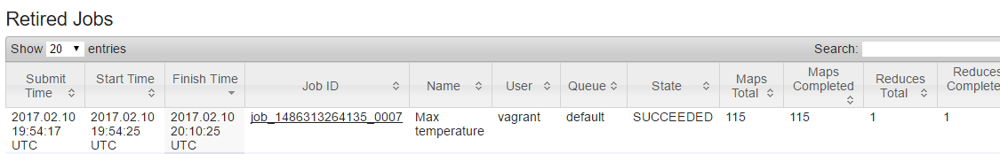 Retired Jobs
Show 20 entries Search:
Submit Time Start Time Finish Time Job ID Name User Queue State Maps Total Maps Completed Reduces Total Reduces Complete
2017.02.10 2017.02.10 2017.02.10 job_1486313264135_0007 Max vagrant default SUCCEEDED 115 115 1 1
19:54:17 19:54:25 20:10:25 temperature
UTC UTC UTC